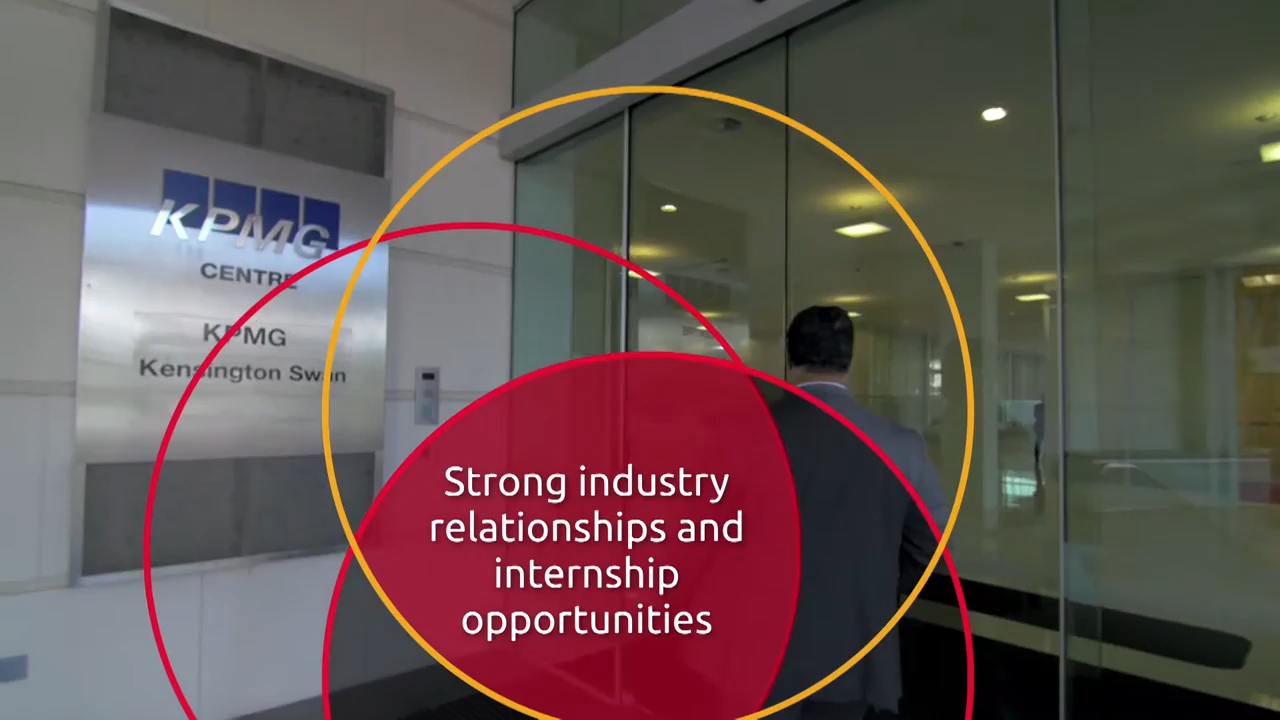 KPMG
CENTRE
KPMG
Kensington Swan
Strong industry
relationships and
internship
opportunities